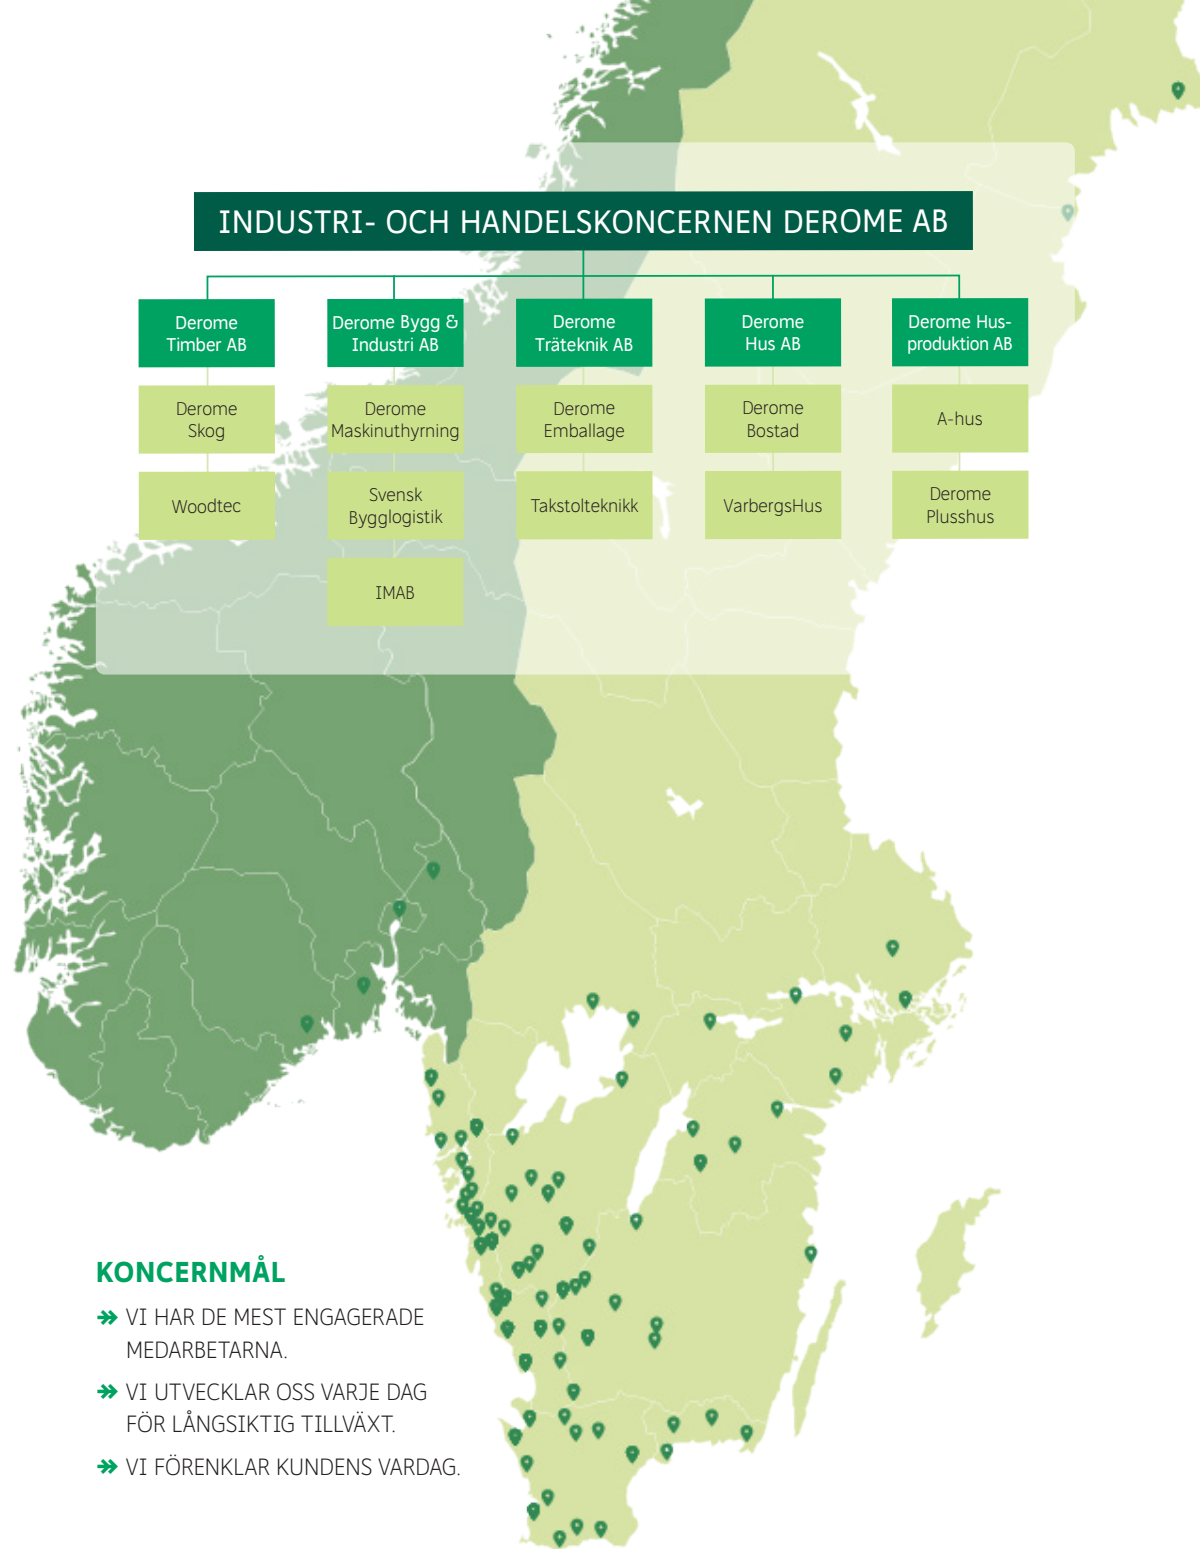 INDUSTRI- OCH HANDELSKONCERNEN DEROME AB
Derome
Timber AB
Derome Bygg &
Industri AB
Derome
Träteknik AB
Derome
Hus AB
Derome Hus-
produktion AB
Derome
Skog
Derome
Maskinuthyrning
Derome
Emballage
Derome
Bostad
A-hus
Woodtec
Svensk
Bygglogistik
Takstolteknikk
VarbergsHus
Derome
Plusshus
IMAB
KONCERNMÅL
VI HAR DE MEST ENGAGERADE
MEDARBETARNA.
VI UTVECKLAR OSS VARJE DAG
FÖR LÅNGSIKTIG TILLVÄXT.
VI FÖRENKLAR KUNDENS VARDAG.